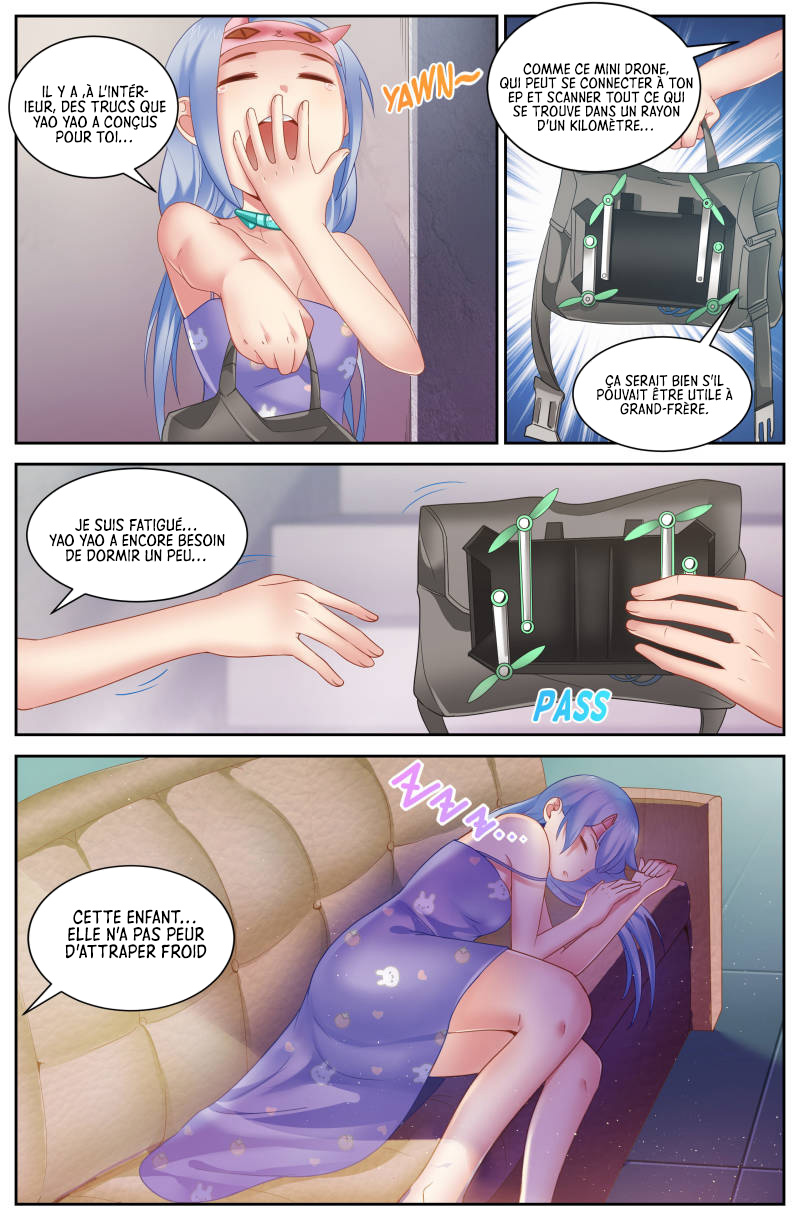 IL Y A ,À L'INTÉR-
IEUR, DES TRUCS QUE
YAO YAO A CONÇUS
POUR TOI...
YAWN~
COMME CE MINI DRONE,
QUI PEUT SE CONNECTER À TON
EP ET SCANNER TOUT CE QUI
SE TROUVE DANS UN RAYON
D'UN KILOMÈTRE...
ÇA SERAIT BIEN S'IL
POUVAIT ÊTRE UTILE À
GRAND-FRÈRE.
JE SUIS FATIGUÉ...
YAO YAO A ENCORE BESOIN
DE DORMIR UN PEU...
PASS
ZZZ...
CETTE ENFANT...
ELLE N'A PAS PEUR
D'ATTRAPER FROID